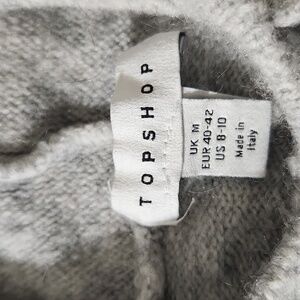 TOPSHOP
UK M
EUR 40-42
US 8-10
Made in
Italy